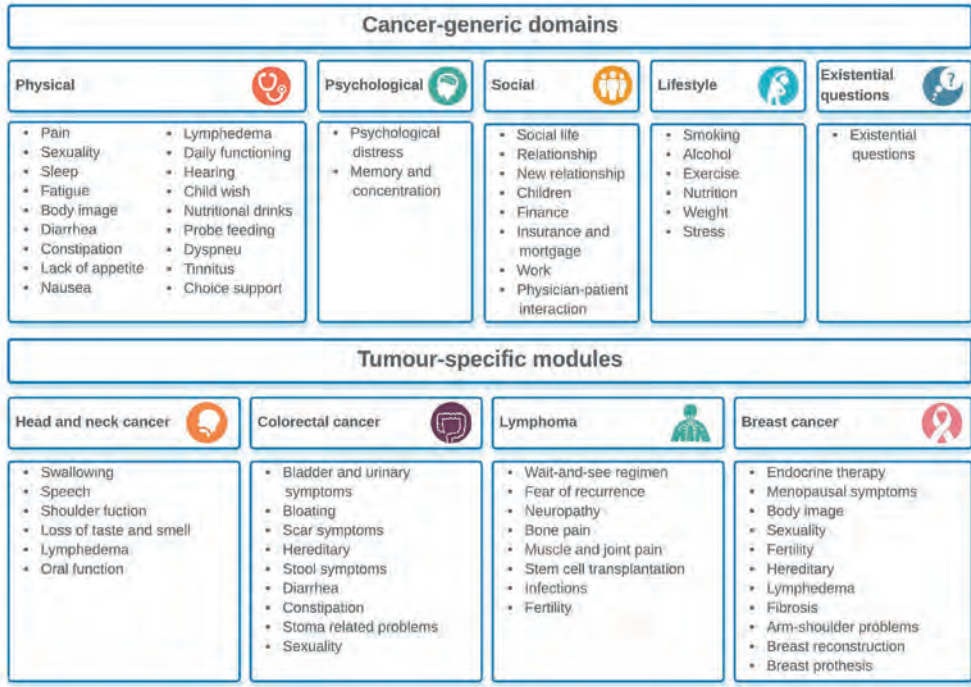 Cancer-generic domains
Physical
• Pain
• Sexuality
• Sleep
• Fatigue
• Body image
• Diarrhea
• Constipation
• Lack of appetite
• Nausea
• Lymphedema
• Daily functioning
• Hearing
• Child wish
• Nutritional drinks
• Probe feeding
• Dyspneu
• Tinnitus
• Choice support
Psychological
• Psychological
distress
• Memory and
concentration
Social
• Social life
• Relationship
• New relationship
• Children
• Finance
• Insurance and
mortgage
• Work
• Physician-patient
interaction
Lifestyle
• Smoking
• Alcohol
• Exercise
• Nutrition
• Weight
• Stress
Existential
questions
?
• Existential
questions
Tumour-specific modules
Head and neck cancer
• Swallowing
• Speech
• Shoulder fuction
• Loss of taste and smell
• Lymphedema
• Oral function
Colorectal cancer
• Bladder and urinary
symptoms
• Bloating
• Scar symptoms
• Hereditary
• Stool symptoms
• Diarrhea
• Constipation
• Stoma related problems
• Sexuality
Lymphoma
• Wait-and-see regimen
• Fear of recurrence
• Neuropathy
• Bone pain
• Muscle and joint pain
• Stem cell transplantation
• Infections
• Fertility
Breast cancer
• Endocrine therapy
• Menopausal symptoms
• Body image
• Sexuality
• Fertility
• Hereditary
• Lymphedema
• Fibrosis
• Arm-shoulder problems
• Breast reconstruction
• Breast prothesis